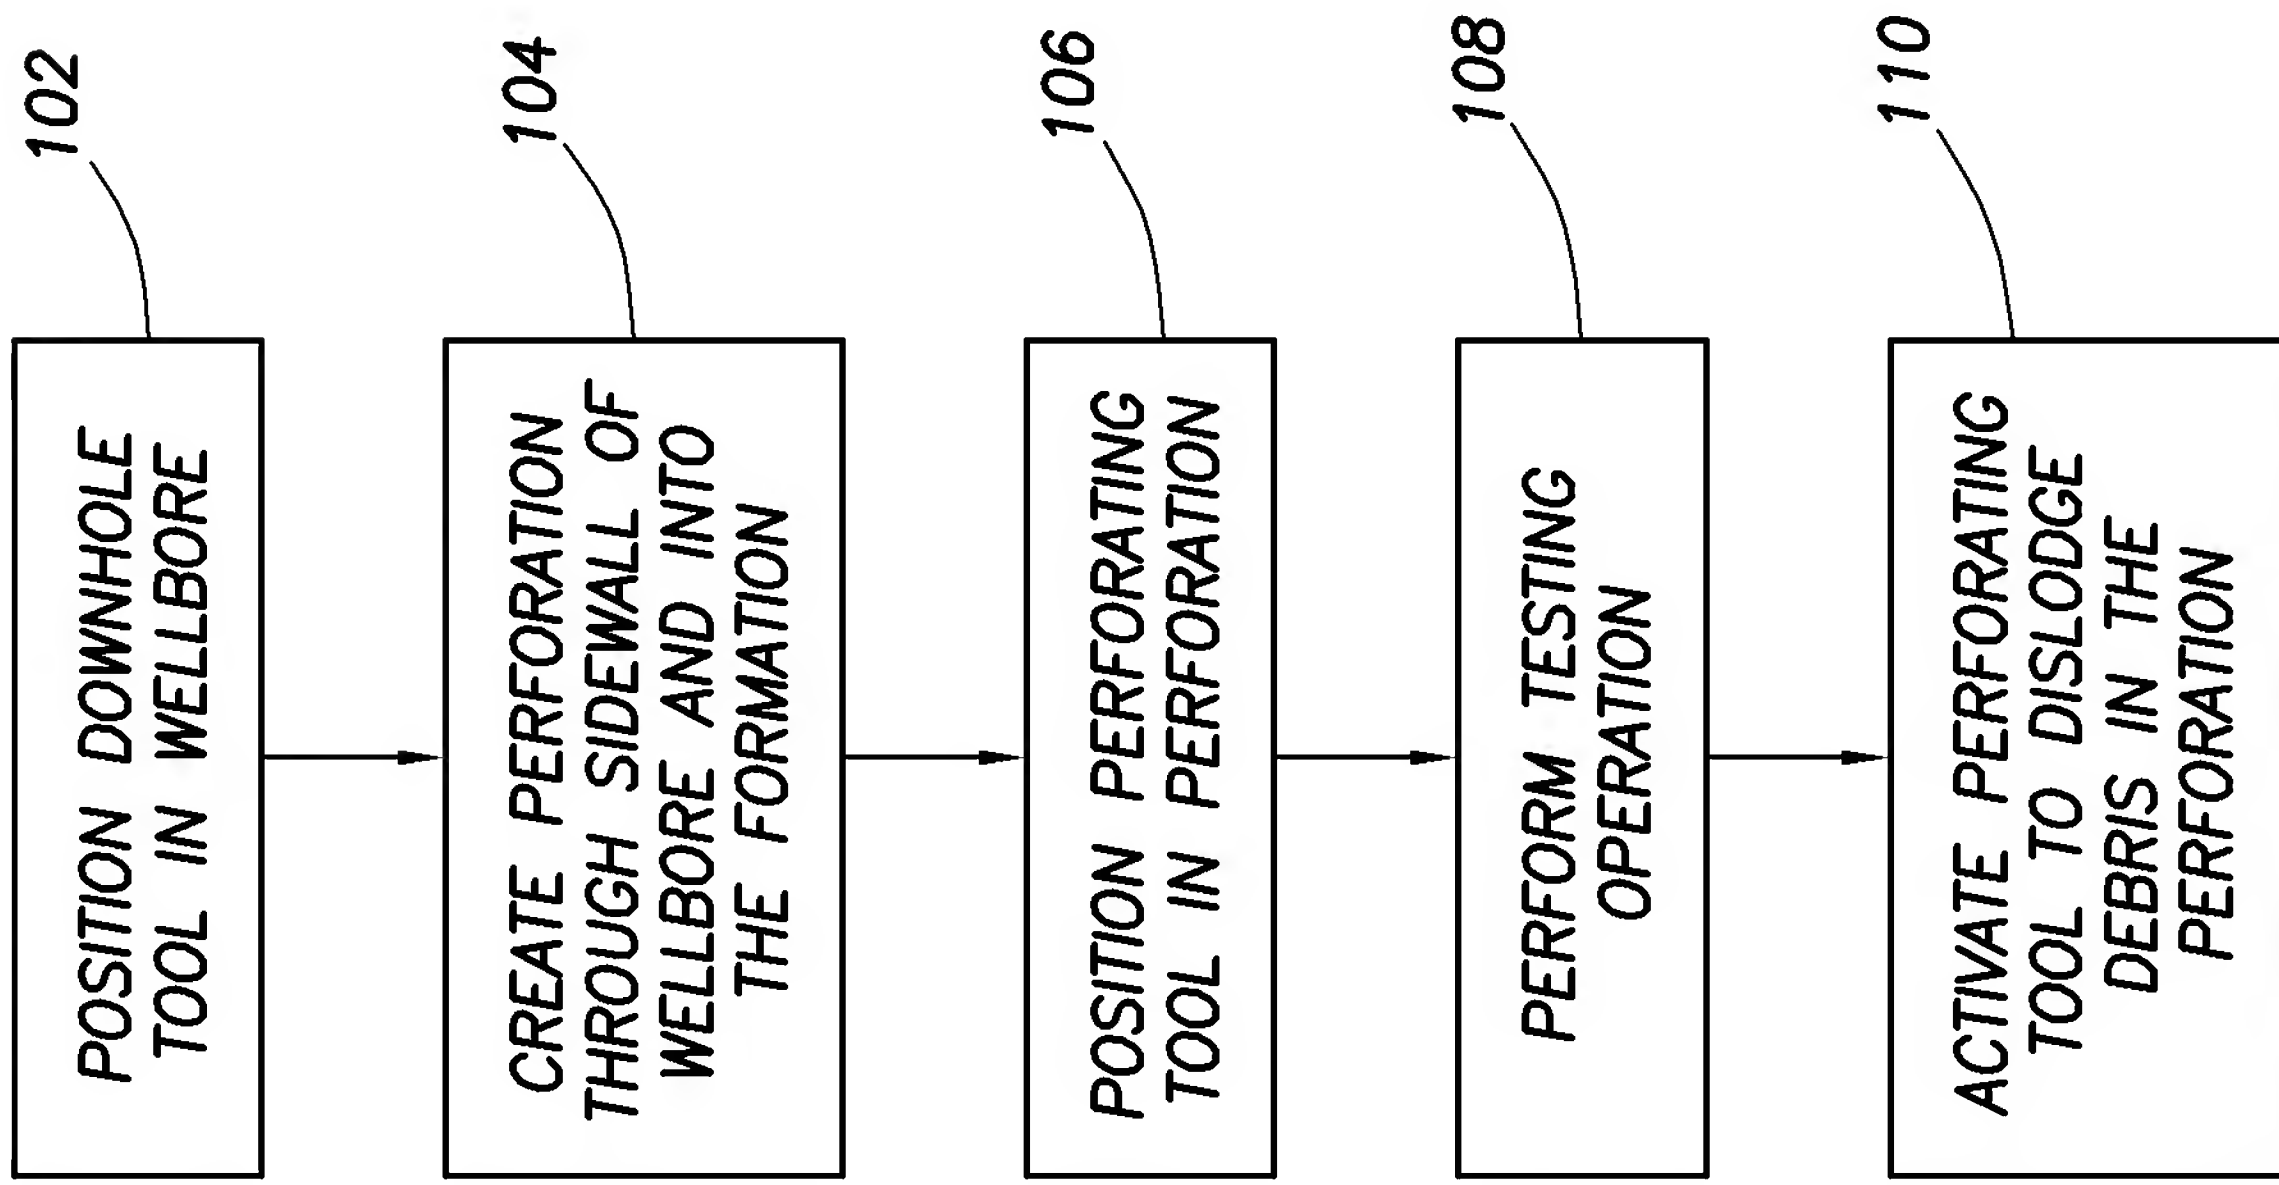 102
POSITION DOWNHOLE
TOOL IN WELLBORE
104
CREATE PERFORATION
THROUGH SIDEWALL OF
WELLBORE AND INTO
THE FORMATION
106
POSITION PERFORATING
TOOL IN PERFORATION
108
PERFORM TESTING
OPERATION
110
ACTIVATE PERFORATING
TOOL TO DISLODGE
DEBRIS IN THE
PERFORATION